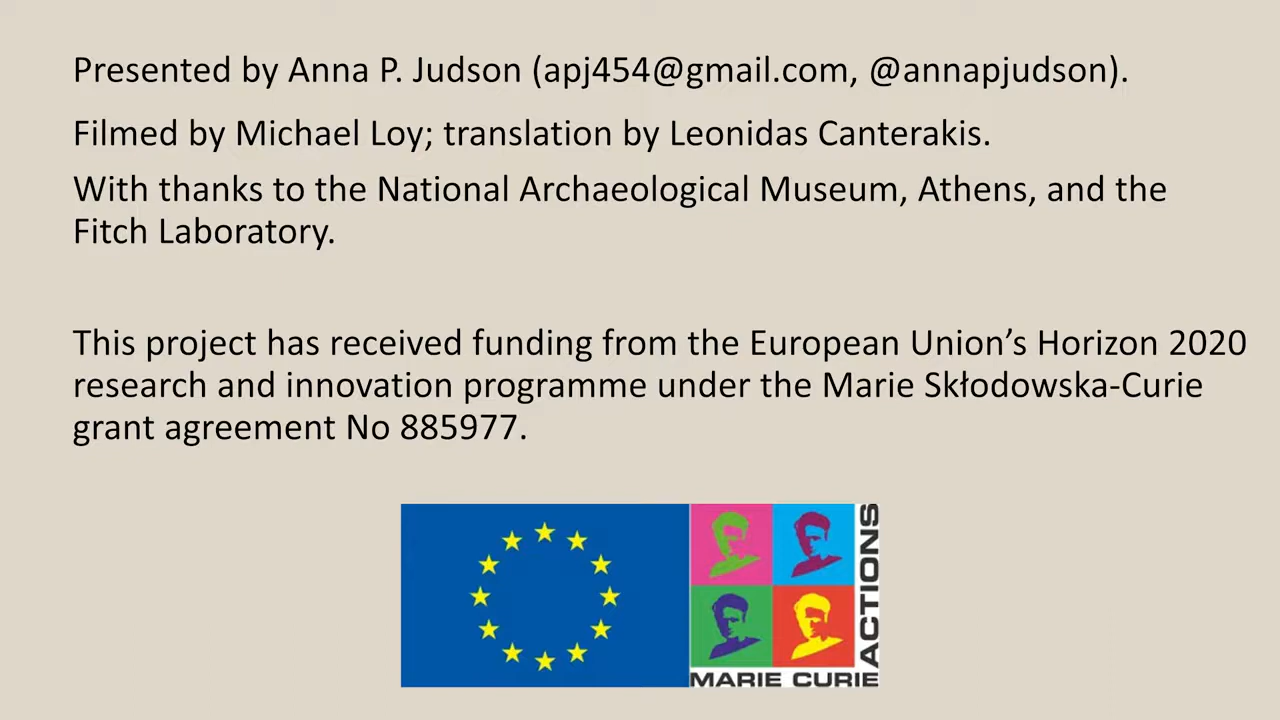 Presented by Anna P. Judson (apj454@gmail.com, @annapjudson).
Filmed by Michael Loy; translation by Leonidas Canterakis.
With thanks to the National Archaeological Museum, Athens, and the
Fitch Laboratory.
This project has received funding from the European Union’s Horizon 2020
research and innovation programme under the Marie Skłodowska-Curie
grant agreement No 885977.
MARIE CURIE
ACTIONS